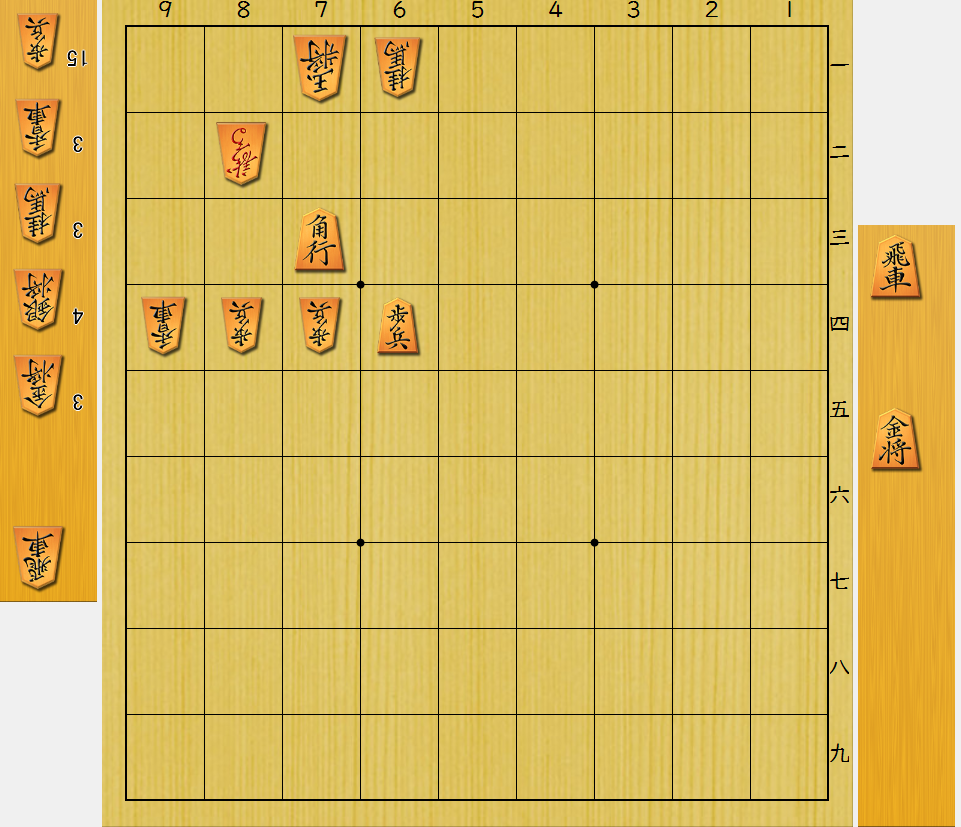 9 8 7 6 5 4 3 2 1
歩兵 15
香車 3
桂馬 3
銀将 4
金将 3
飛車
玉将 桂馬 一
二
角行 三
香車 歩兵 歩兵 歩兵 四
五
六
七
八
九
飛車
金将